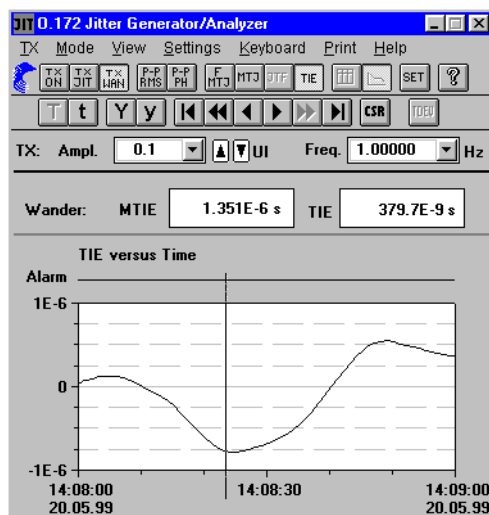 JIT O.172 Jitter Generator/Analyzer
TX Mode View Settings Keyboard Print Help
TX ON TX JIT TX WAN P-P RMS P-P PH F MTJ MTJ JTF TIE SET ?
T t Y y CSR TDEV
TX: Ampl. 0.1 UI Freq. 1.00000 Hz
Wander: MTIE 1.351E-6 s TIE 379.7E-9 s
TIE versus Time
Alarm
1E-6
0
-1E-6
14:08:00 14:08:30 14:09:00
20.05.99 20.05.99